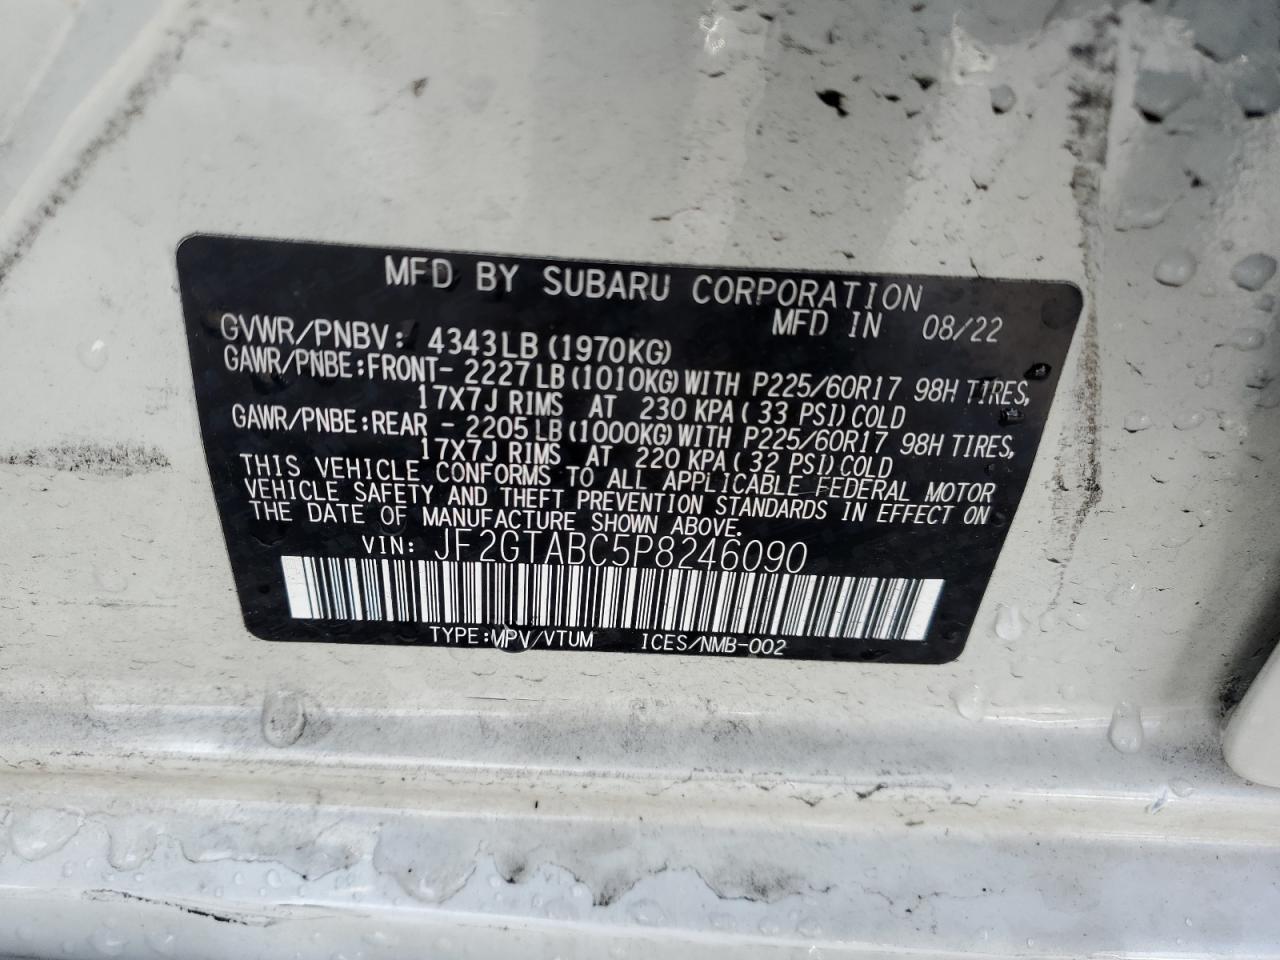 MFD BY SUBARU CORPORATION
MFD IN 08/22
GVWR/PNBV: 4343LB(1970KG)
GAWR/PNBE:FRONT- 2227LB(1010KG)WITH P225/60R17 98H TIRES,
17X7J RIMS AT 230 KPA( 33 PSI)COLD
GAWR/PNBE:REAR - 2205LB(1000KG)WITH P225/60R17 98H TIRES,
17X7J RIMS AT 220 KPA( 32 PSI)COLD
THIS VEHICLE CONFORMS TO ALL APPLICABLE FEDERAL MOTOR
VEHICLE SAFETY AND THEFT PREVENTION STANDARDS IN EFFECT ON
THE DATE OF MANUFACTURE SHOWN ABOVE.
VIN: JF2GTABC5P8246090
TYPE:MPV/VTUM ICES/NMB-002